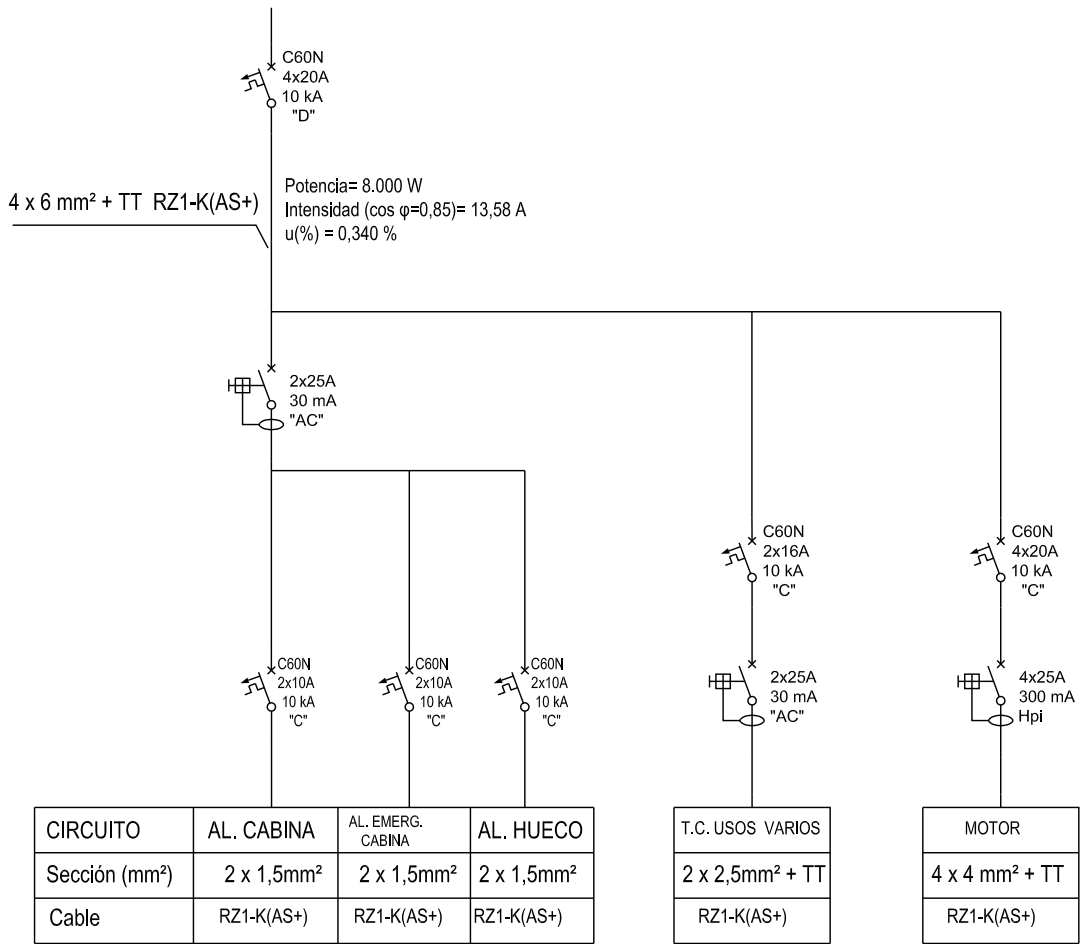 C60N
4x20A
10 kA
"D"
4 x 6 mm² + TT RZ1-K(AS+)
Potencia= 8.000 W
Intensidad (cos φ=0,85)= 13,58 A
u(%) = 0,340 %
2x25A
30 mA
"AC"
C60N
2x16A
10 kA
"C"
C60N
4x20A
10 kA
"C"
C60N
2x10A
10 kA
"C"
C60N
2x10A
10 kA
"C"
C60N
2x10A
10 kA
"C"
2x25A
30 mA
"AC"
4x25A
300 mA
Hpi
CIRCUITO AL. CABINA AL. EMERG. CABINA AL. HUECO T.C. USOS VARIOS MOTOR
Sección (mm²) 2 x 1,5mm² 2 x 1,5mm² 2 x 1,5mm² 2 x 2,5mm² + TT 4 x 4 mm² + TT
Cable RZ1-K(AS+) RZ1-K(AS+) RZ1-K(AS+) RZ1-K(AS+) RZ1-K(AS+)